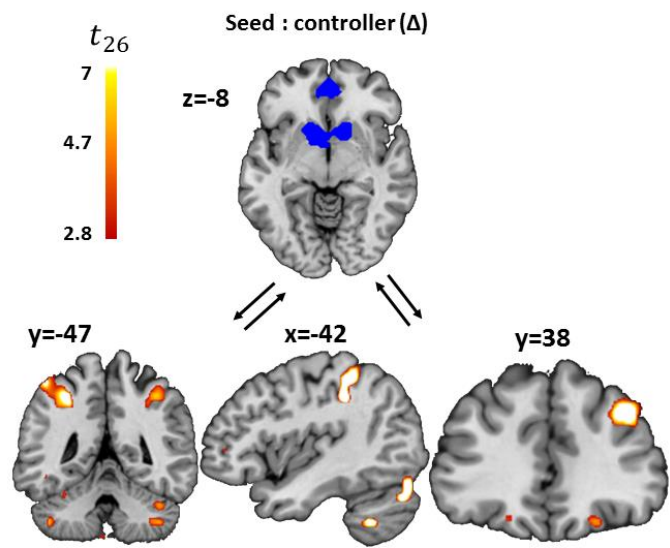 Seed : controller (Δ)
t26
7
4.7
2.8
z=-8
y=-47
x=-42
y=38